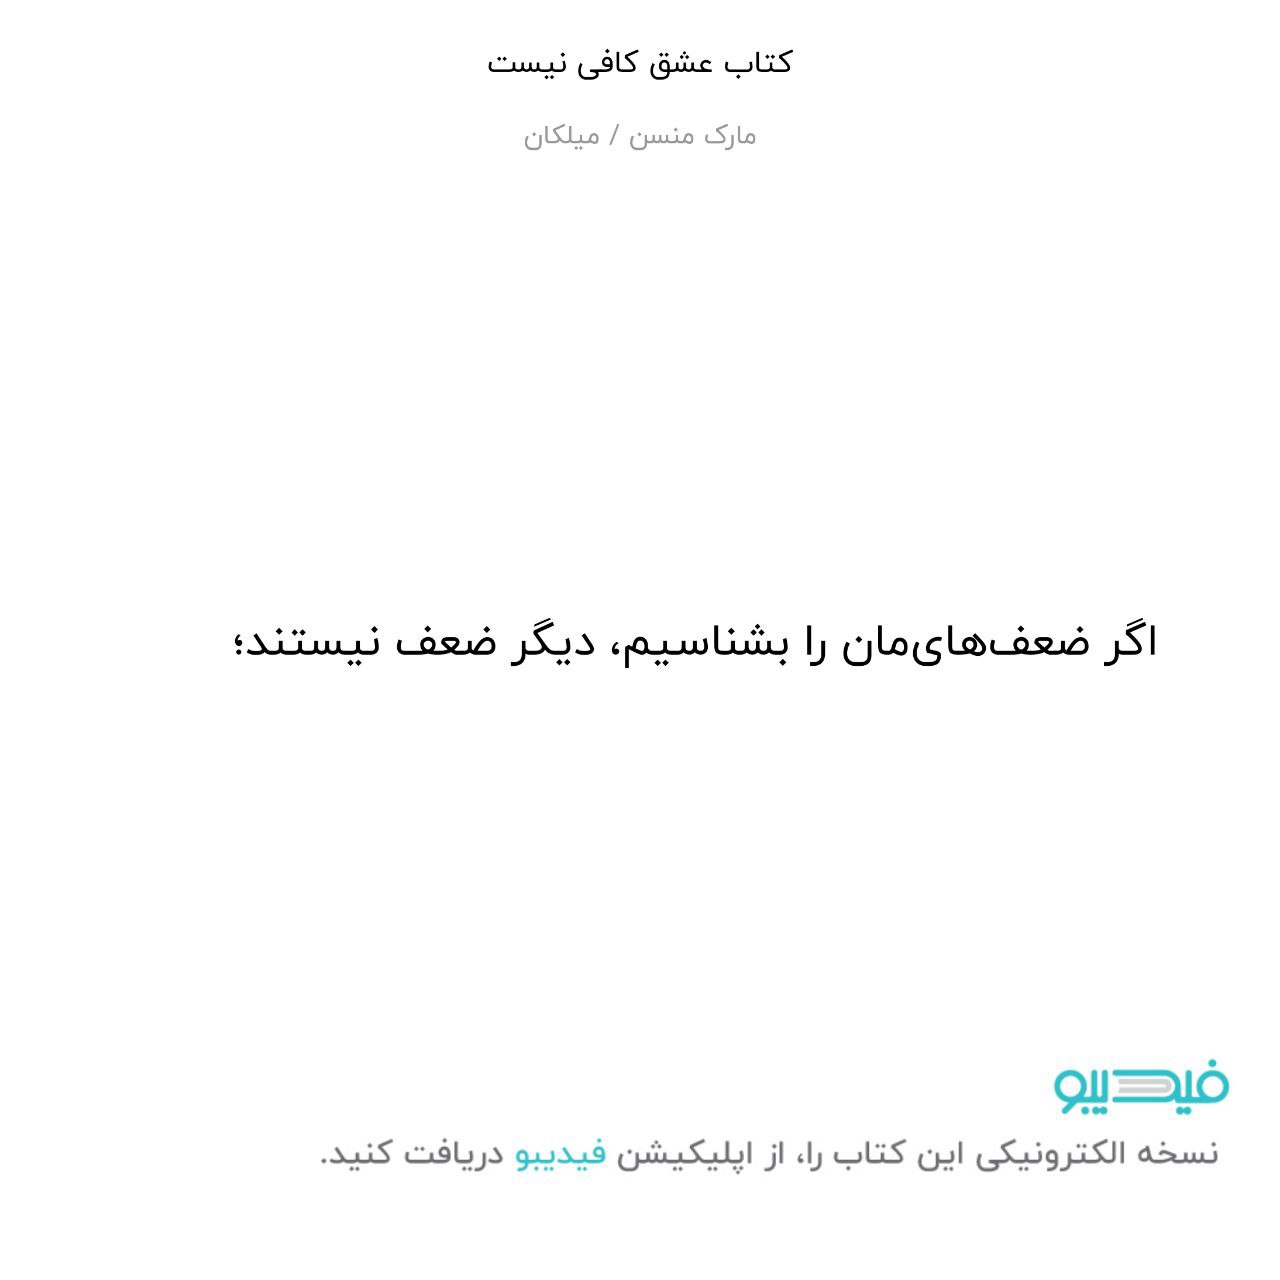 کتاب عشق کافی نیست
مارک منسن / میلکان
اگر ضعف‌های‌مان را بشناسیم، دیگر ضعف نیستند؛
فیدیبو
نسخه الکترونیکی این کتاب را، از اپلیکیشن فیدیبو دریافت کنید.